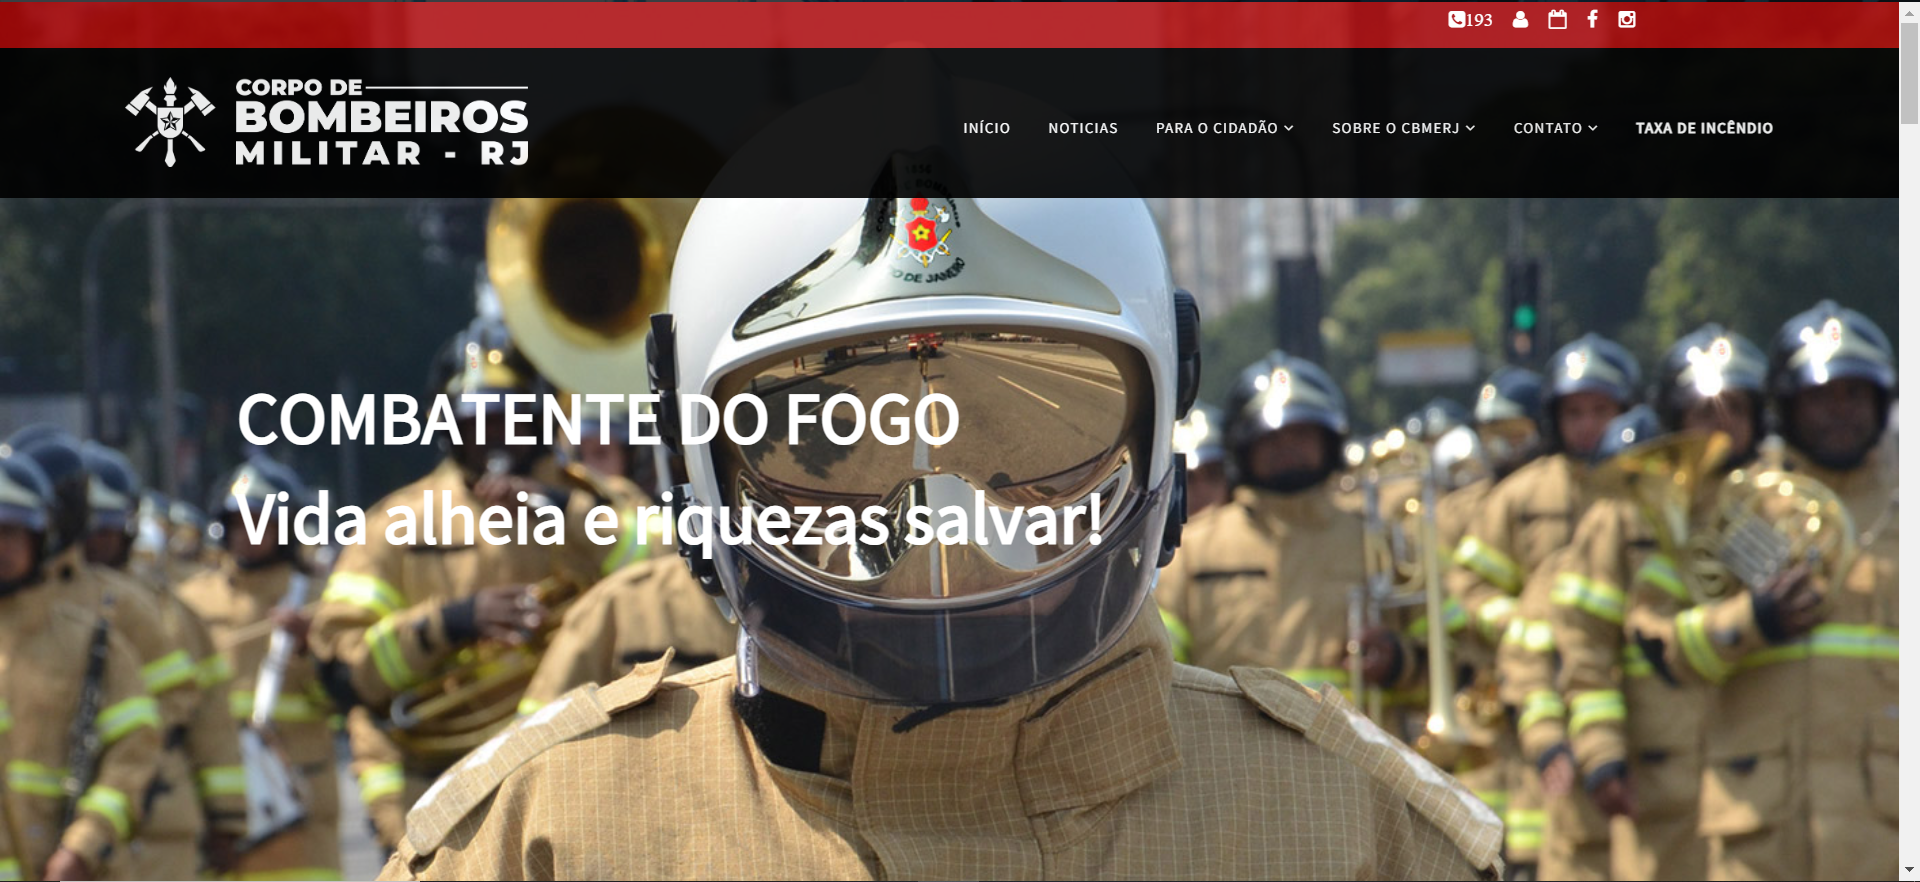 193
CORPO DE
BOMBEIROS
MILITAR - RJ
INÍCIO
NOTICIAS
PARA O CIDADÃO
SOBRE O CBMERJ
CONTATO
TAXA DE INCÊNDIO
1856
DE JANEIRO
COMBATENTE DO FOGO
Vida alheia e riquezas salvar!